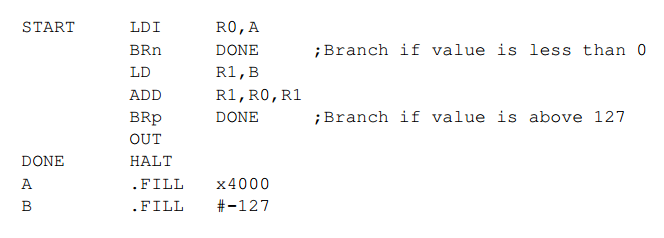 START LDI R0,A
BRn DONE ;Branch if value is less than 0
LD R1,B
ADD R1,R0,R1
BRp DONE ;Branch if value is above 127
OUT
DONE HALT
A .FILL x4000
B .FILL #-127